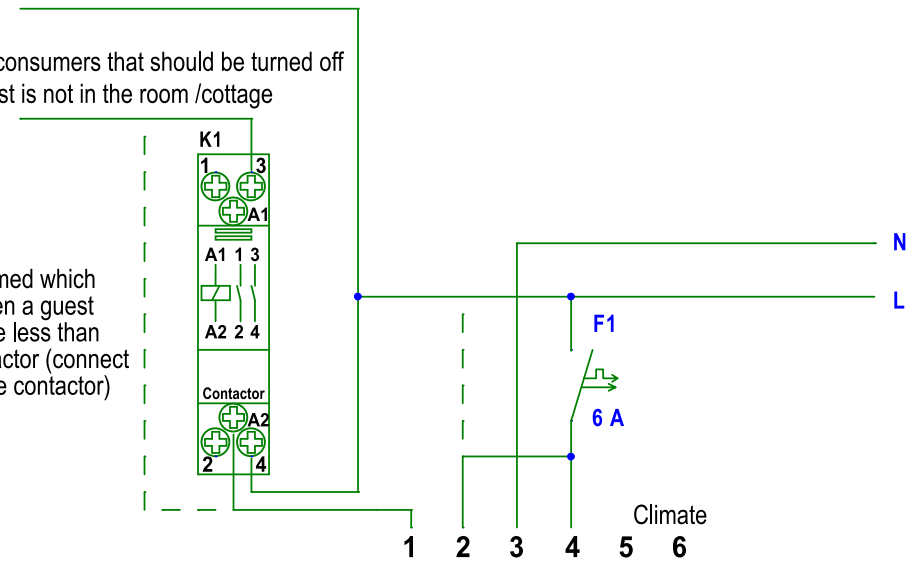 consumers that should be turned off
st is not in the room /cottage
K1
1 3
A1
A1 1 3
A2 2 4
Contactor
A2
2 4
med which
en a guest
e less than
actor (connect
e contactor)
N
L
F1
6 A
Climate
1 2 3 4 5 6